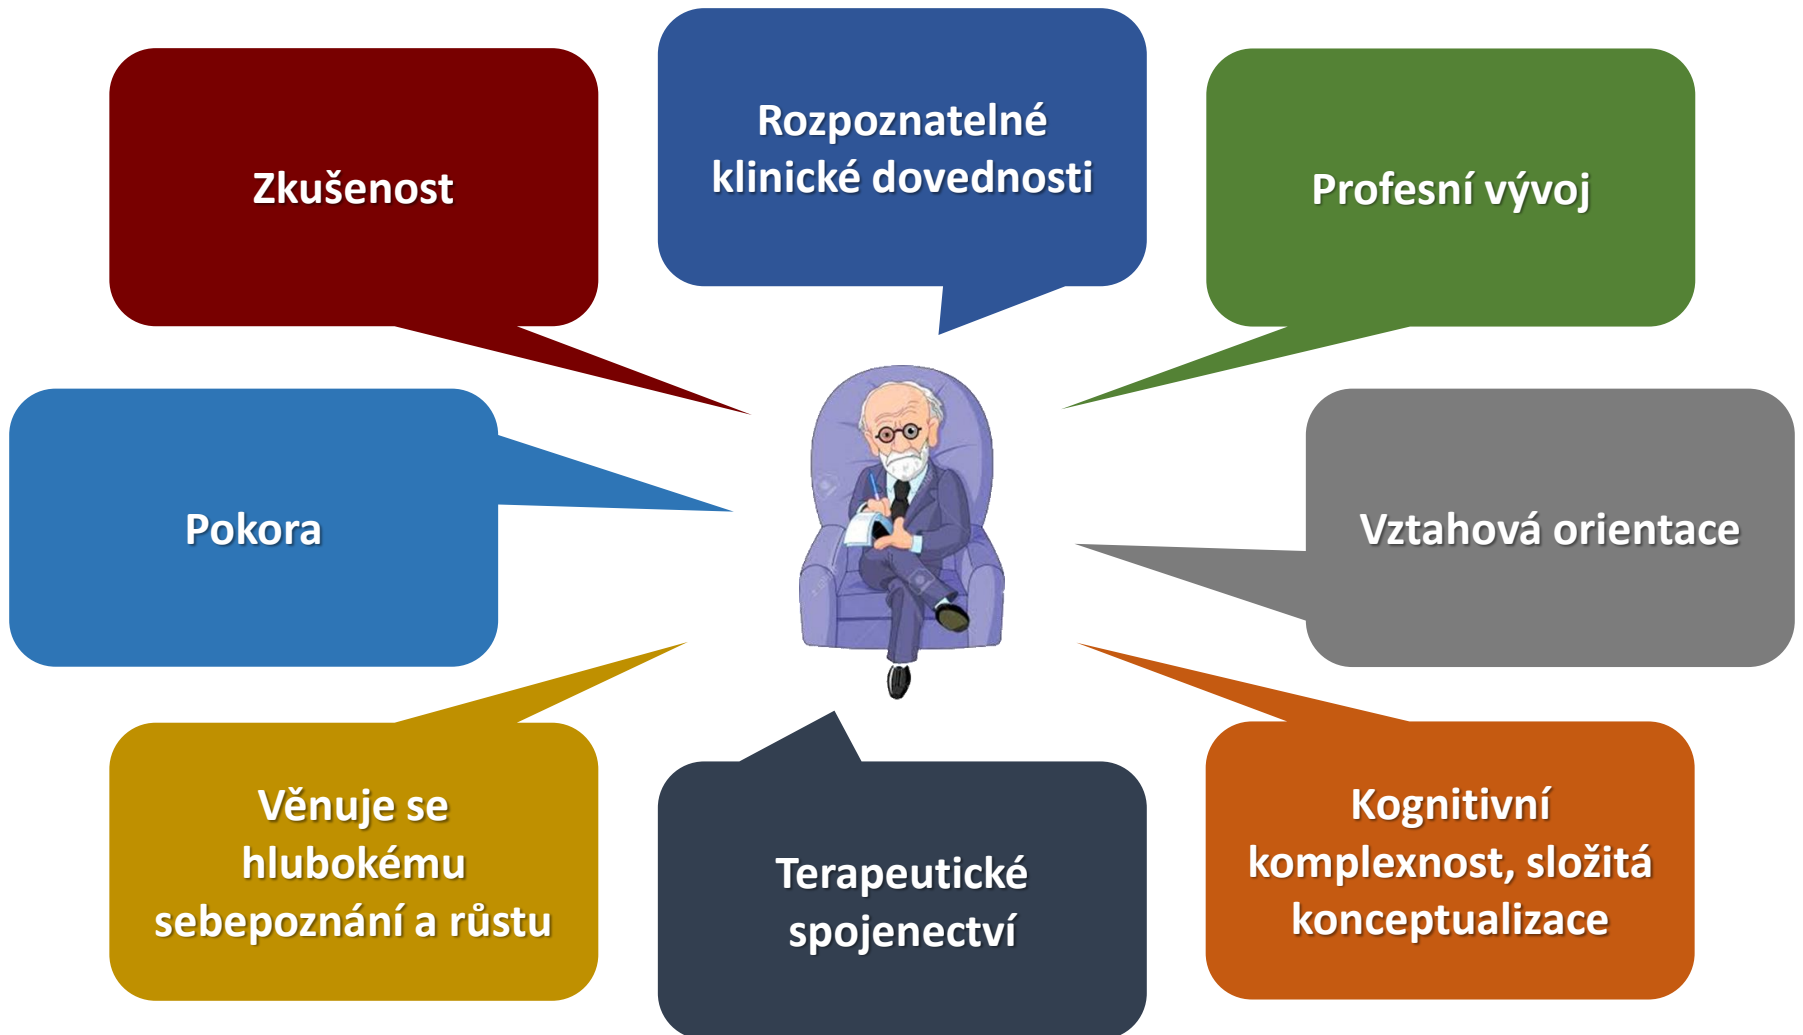 Zkušenost
Rozpoznatelné
klinické dovednosti
Profesní vývoj
Pokora
Vztahová orientace
Věnuje se
hlubokému
sebepoznání a růstu
Terapeutické
spojenectví
Kognitivní
komplexnost, složitá
konceptualizace